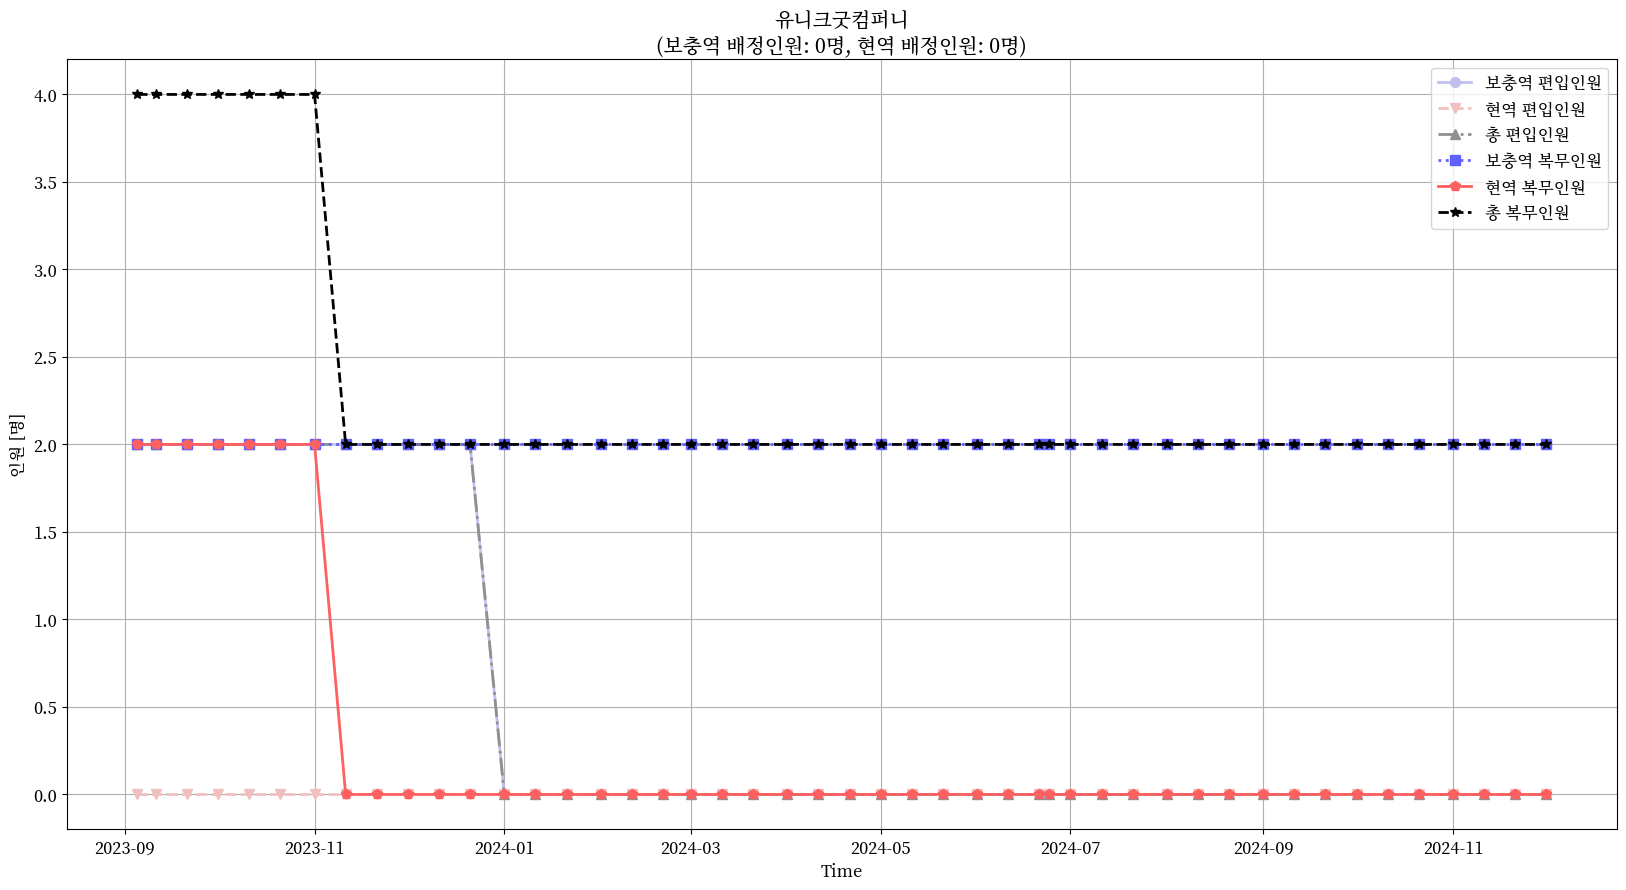 유니크굿컴퍼니
(보충역 배정인원: 0명, 현역 배정인원: 0명)
보충역 편입인원
현역 편입인원
총 편입인원
보충역 복무인원
현역 복무인원
총 복무인원
4.0
3.5
3.0
2.5
2.0
1.5
1.0
0.5
0.0
인원 [명]
2023-09
2023-11
2024-01
2024-03
2024-05
2024-07
2024-09
2024-11
Time